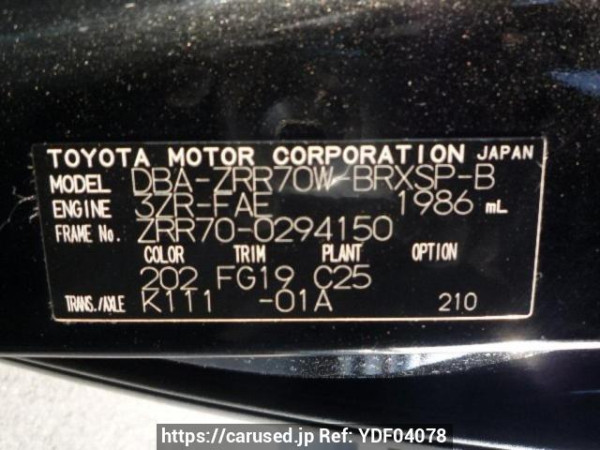 TOYOTA MOTOR CORPORATION JAPAN
MODEL DBA-ZRR70W-BRXSP-B
ENGINE 3ZR-FAE 1986 mL
FRAME No. ZRR70-0294150
COLOR TRIM PLANT OPTION
202 FG19 C25
TRANS./AXLE K111 -01A 210
https://carused.jp Ref: YDF04078